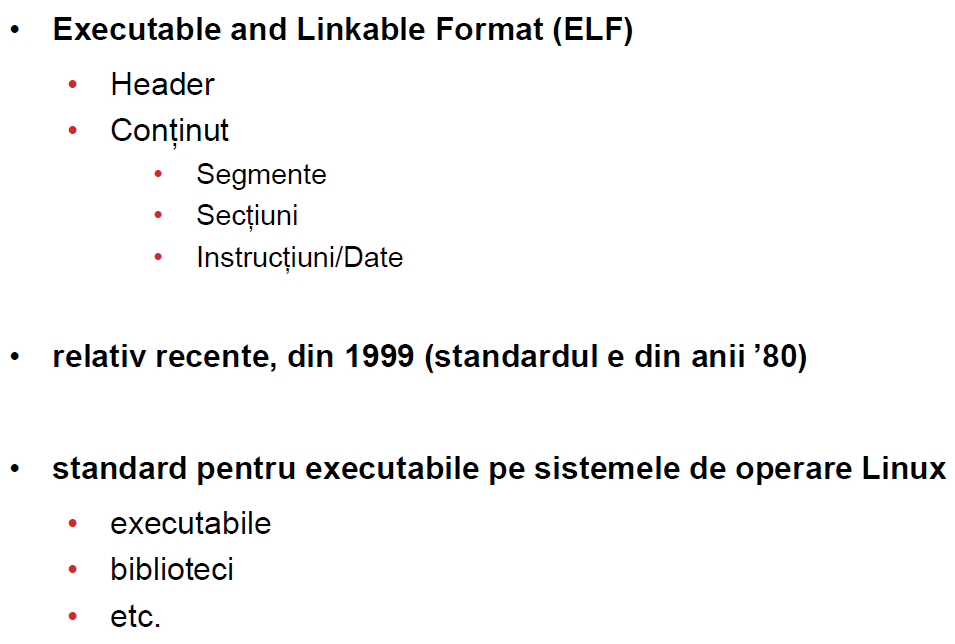 • Executable and Linkable Format (ELF)
• Header
• Conținut
• Segmente
• Secțiuni
• Instrucțiuni/Date
• relativ recente, din 1999 (standardul e din anii ’80)
• standard pentru executabile pe sistemele de operare Linux
• executabile
• biblioteci
• etc.